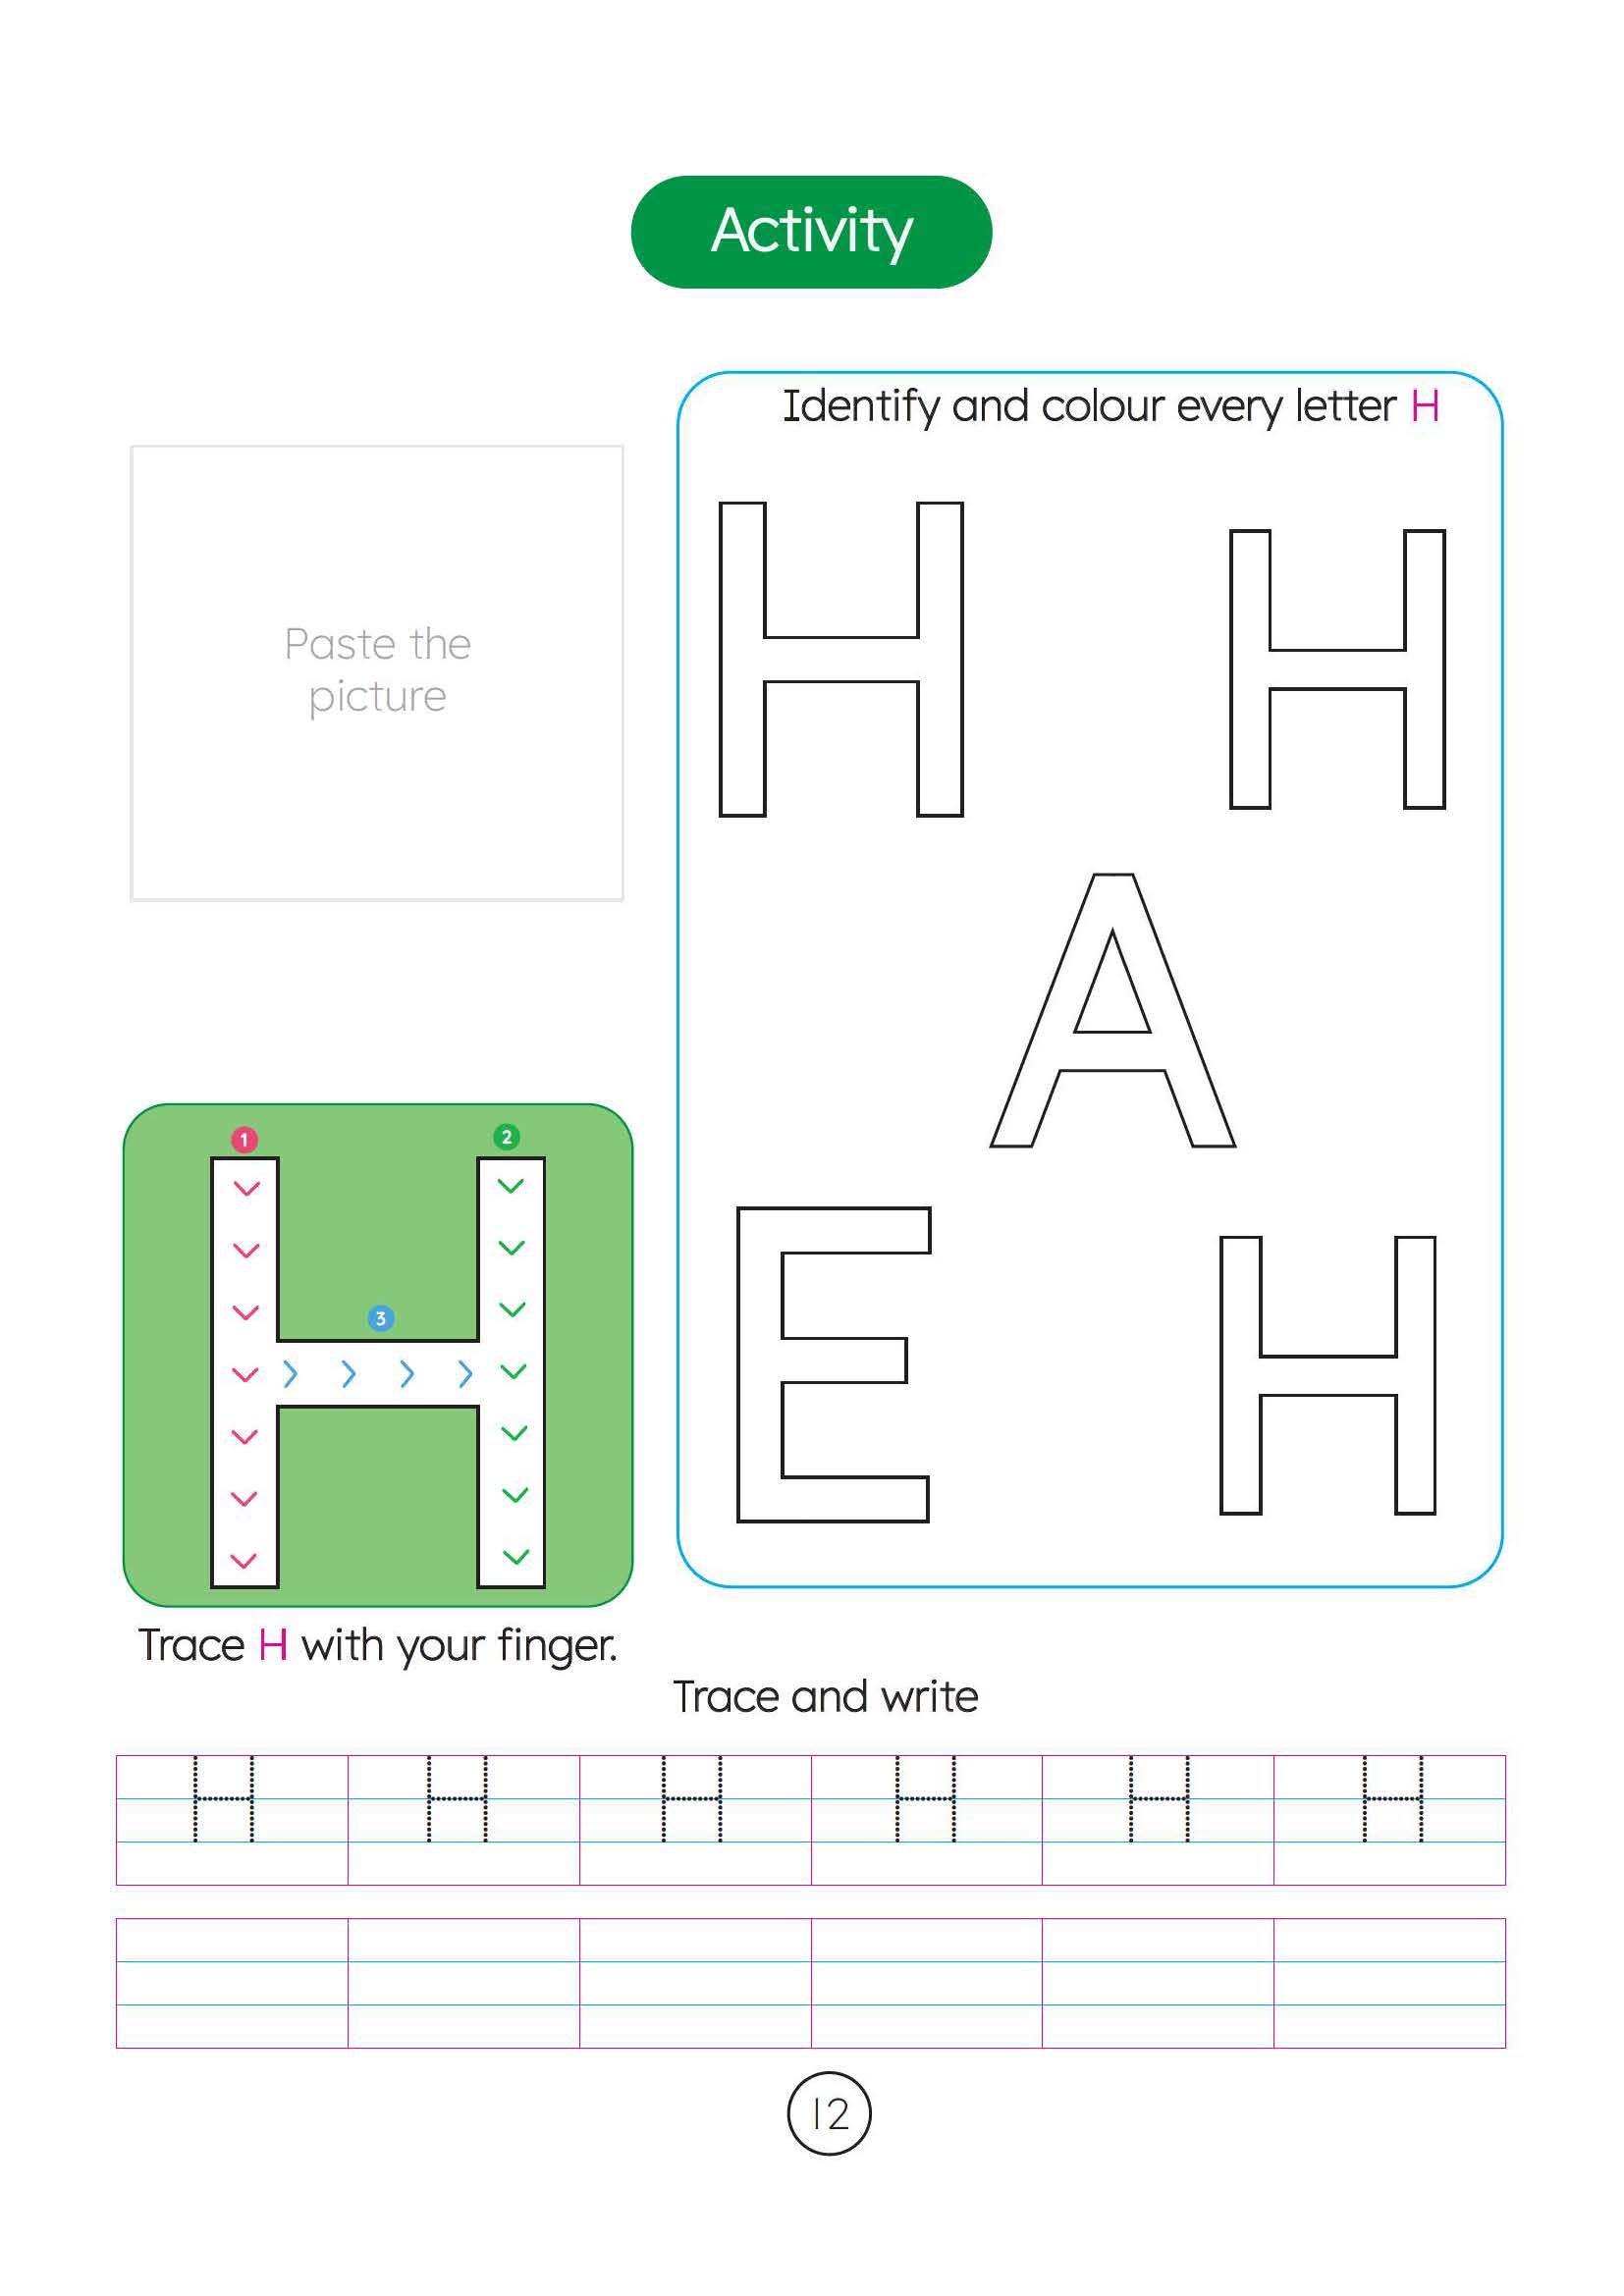 Activity
Identify and colour every letter H
Paste the
picture
H H
A
E H
1 2
3
H
Trace H with your finger.
Trace and write
H H H H H H
12